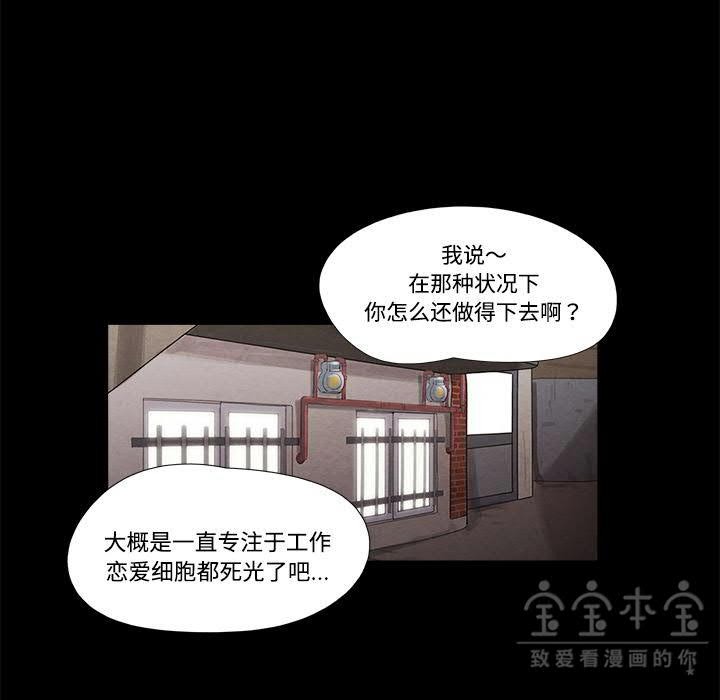 我说～
在那种状况下
你怎么还做得下去啊？
大概是一直专注于工作
恋爱细胞都死光了吧...
宝宝本宝
致爱看漫画的你